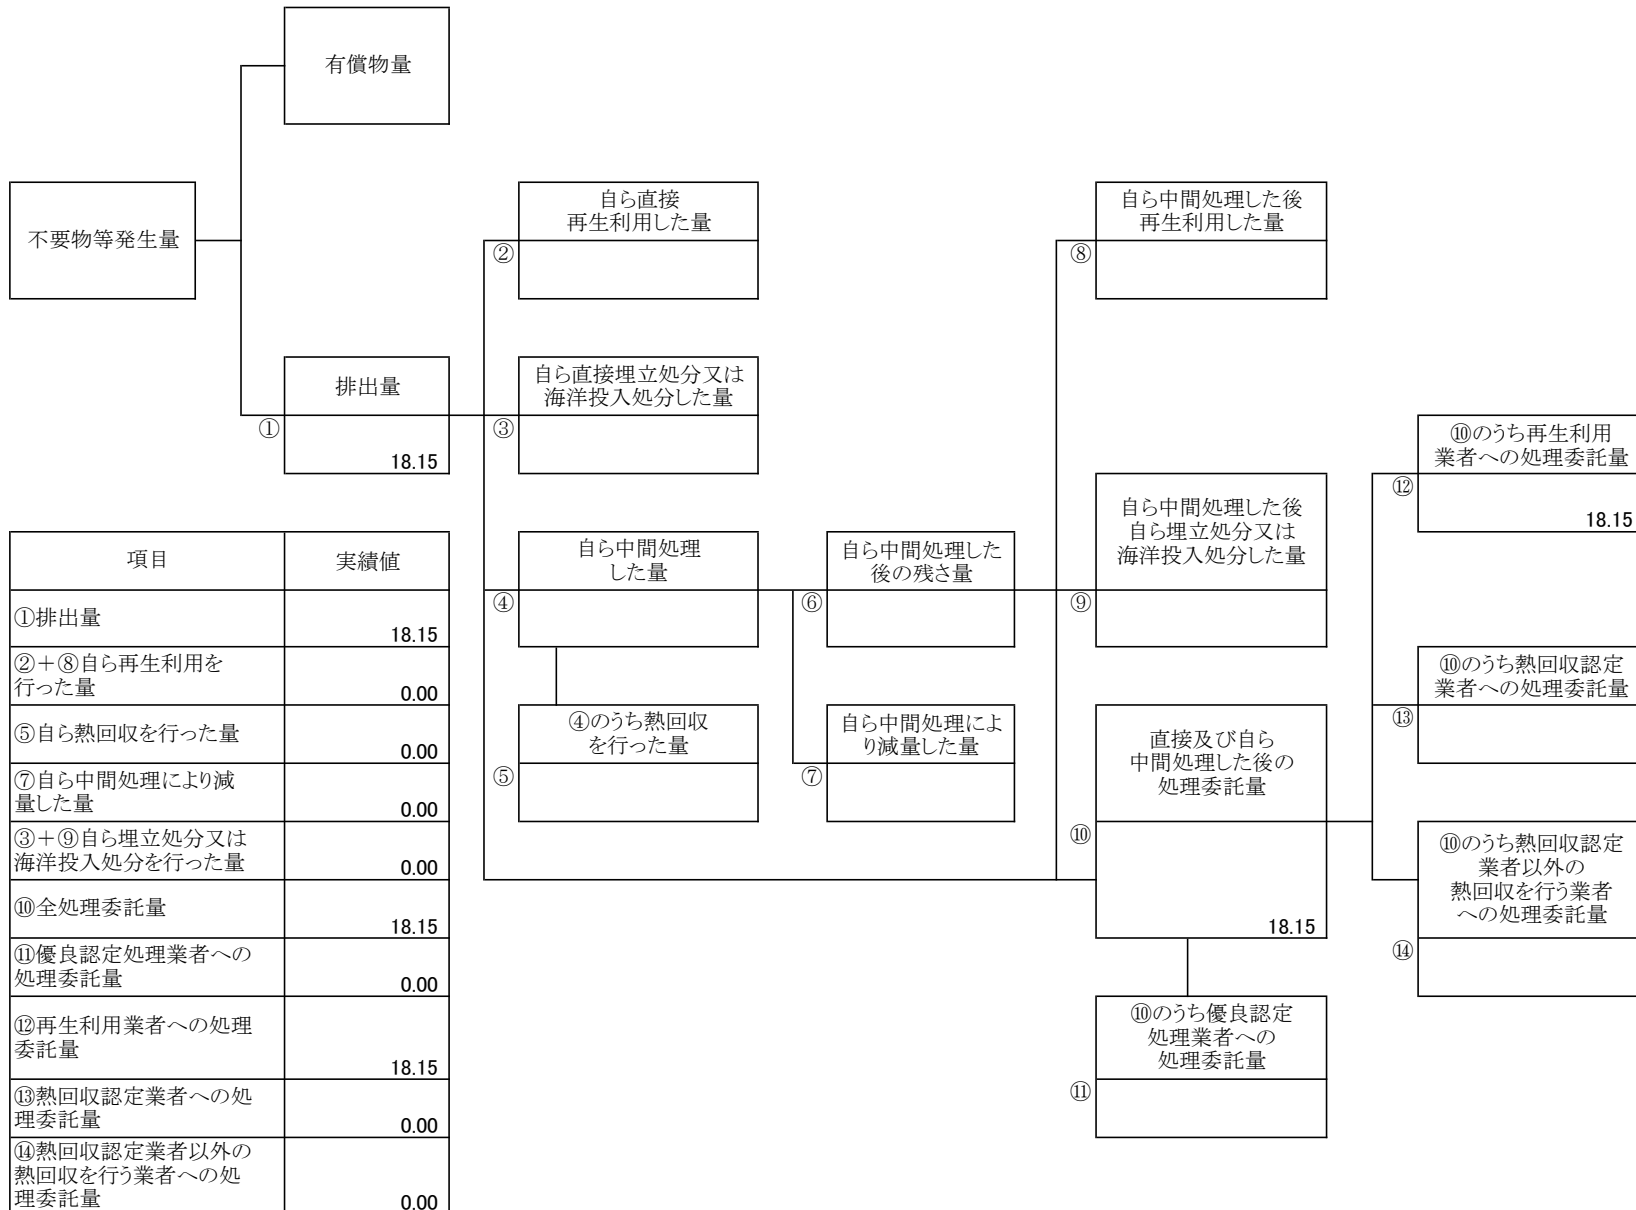 有償物量
不要物等発生量
自ら直接
再生利用した量
②
自ら中間処理した後
再生利用した量
⑧
排出量
①
18.15
自ら直接埋立処分又は
海洋投入処分した量
③
⑩のうち再生利用
業者への処理委託量
⑫
18.15
自ら中間処理
した量
④
自ら中間処理した
後の残さ量
⑥
自ら中間処理した後
自ら埋立処分又は
海洋投入処分した量
⑨
⑩のうち熱回収認定
業者への処理委託量
⑬
④のうち熱回収
を行った量
⑤
自ら中間処理によ
り減量した量
⑦
直接及び自ら
中間処理した後の
処理委託量
⑩
18.15
⑩のうち熱回収認定
業者以外の
熱回収を行う業者
への処理委託量
⑭
⑩のうち優良認定
処理業者への
処理委託量
⑪
項目 実績値
①排出量
18.15
②＋⑧自ら再生利用を
行った量 0.00
⑤自ら熱回収を行った量
0.00
⑦自ら中間処理により減
量した量 0.00
③＋⑨自ら埋立処分又は
海洋投入処分を行った量 0.00
⑩全処理委託量
18.15
⑪優良認定処理業者への
処理委託量 0.00
⑫再生利用業者への処理
委託量
18.15
⑬熱回収認定業者への処
理委託量 0.00
⑭熱回収認定業者以外の
熱回収を行う業者への処
理委託量 0.00